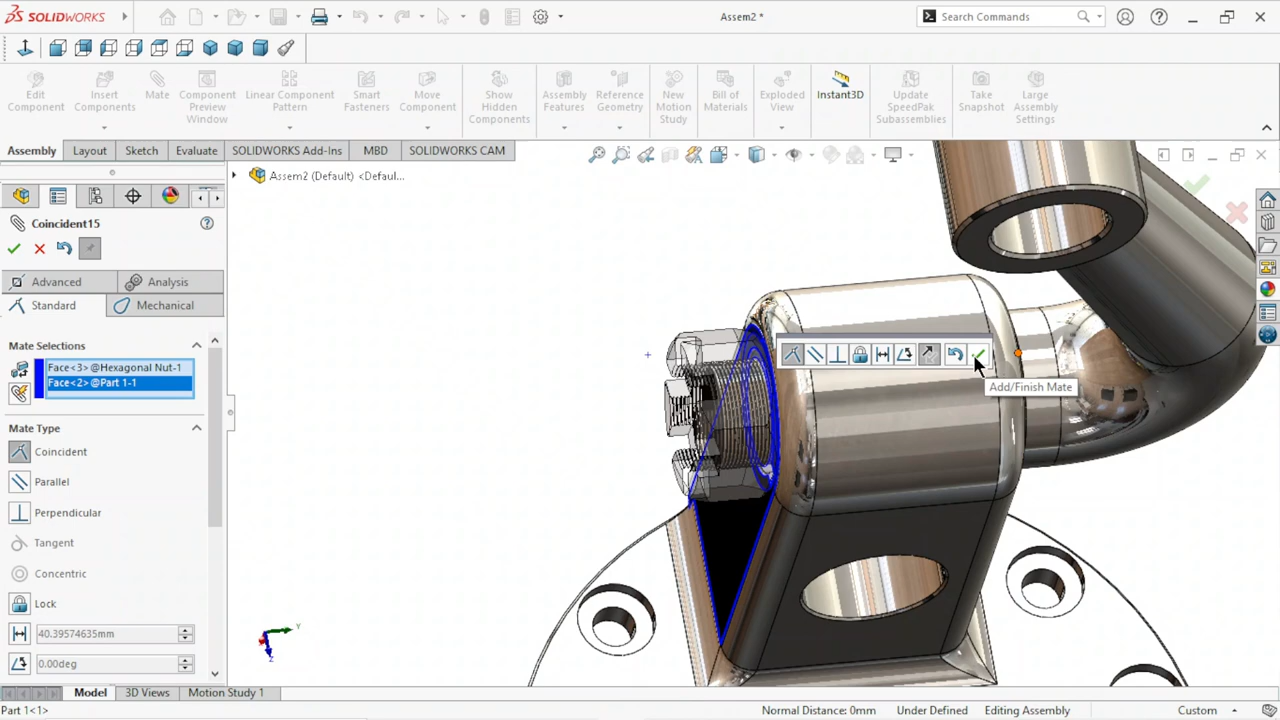 SOLIDWORKS
Assem2 *
Search Commands
Edit
Component
Insert
Components
Mate
Component
Preview
Window
Linear Component
Pattern
Smart
Fasteners
Move
Component
Show
Hidden
Components
Assembly
Features
Reference
Geometry
New
Motion
Study
Bill of
Materials
Exploded
View
Instant3D
Update
SpeedPak
Subassemblies
Take
Snapshot
Large
Assembly
Settings
Assembly
Layout
Sketch
Evaluate
SOLIDWORKS Add-Ins
MBD
SOLIDWORKS CAM
Assem2 (Default) <Defaul...
Coincident15
Advanced
Analysis
Standard
Mechanical
Mate Selections
Face<3> @Hexagonal Nut-1
Face<2> @Part 1-1
Mate Type
Coincident
Parallel
Perpendicular
Tangent
Concentric
Lock
40.39574635mm
0.00deg
Add/Finish Mate
Y
Z
Model
3D Views
Motion Study 1
Part 1<1>
Normal Distance: 0mm
Under Defined
Editing Assembly
Custom